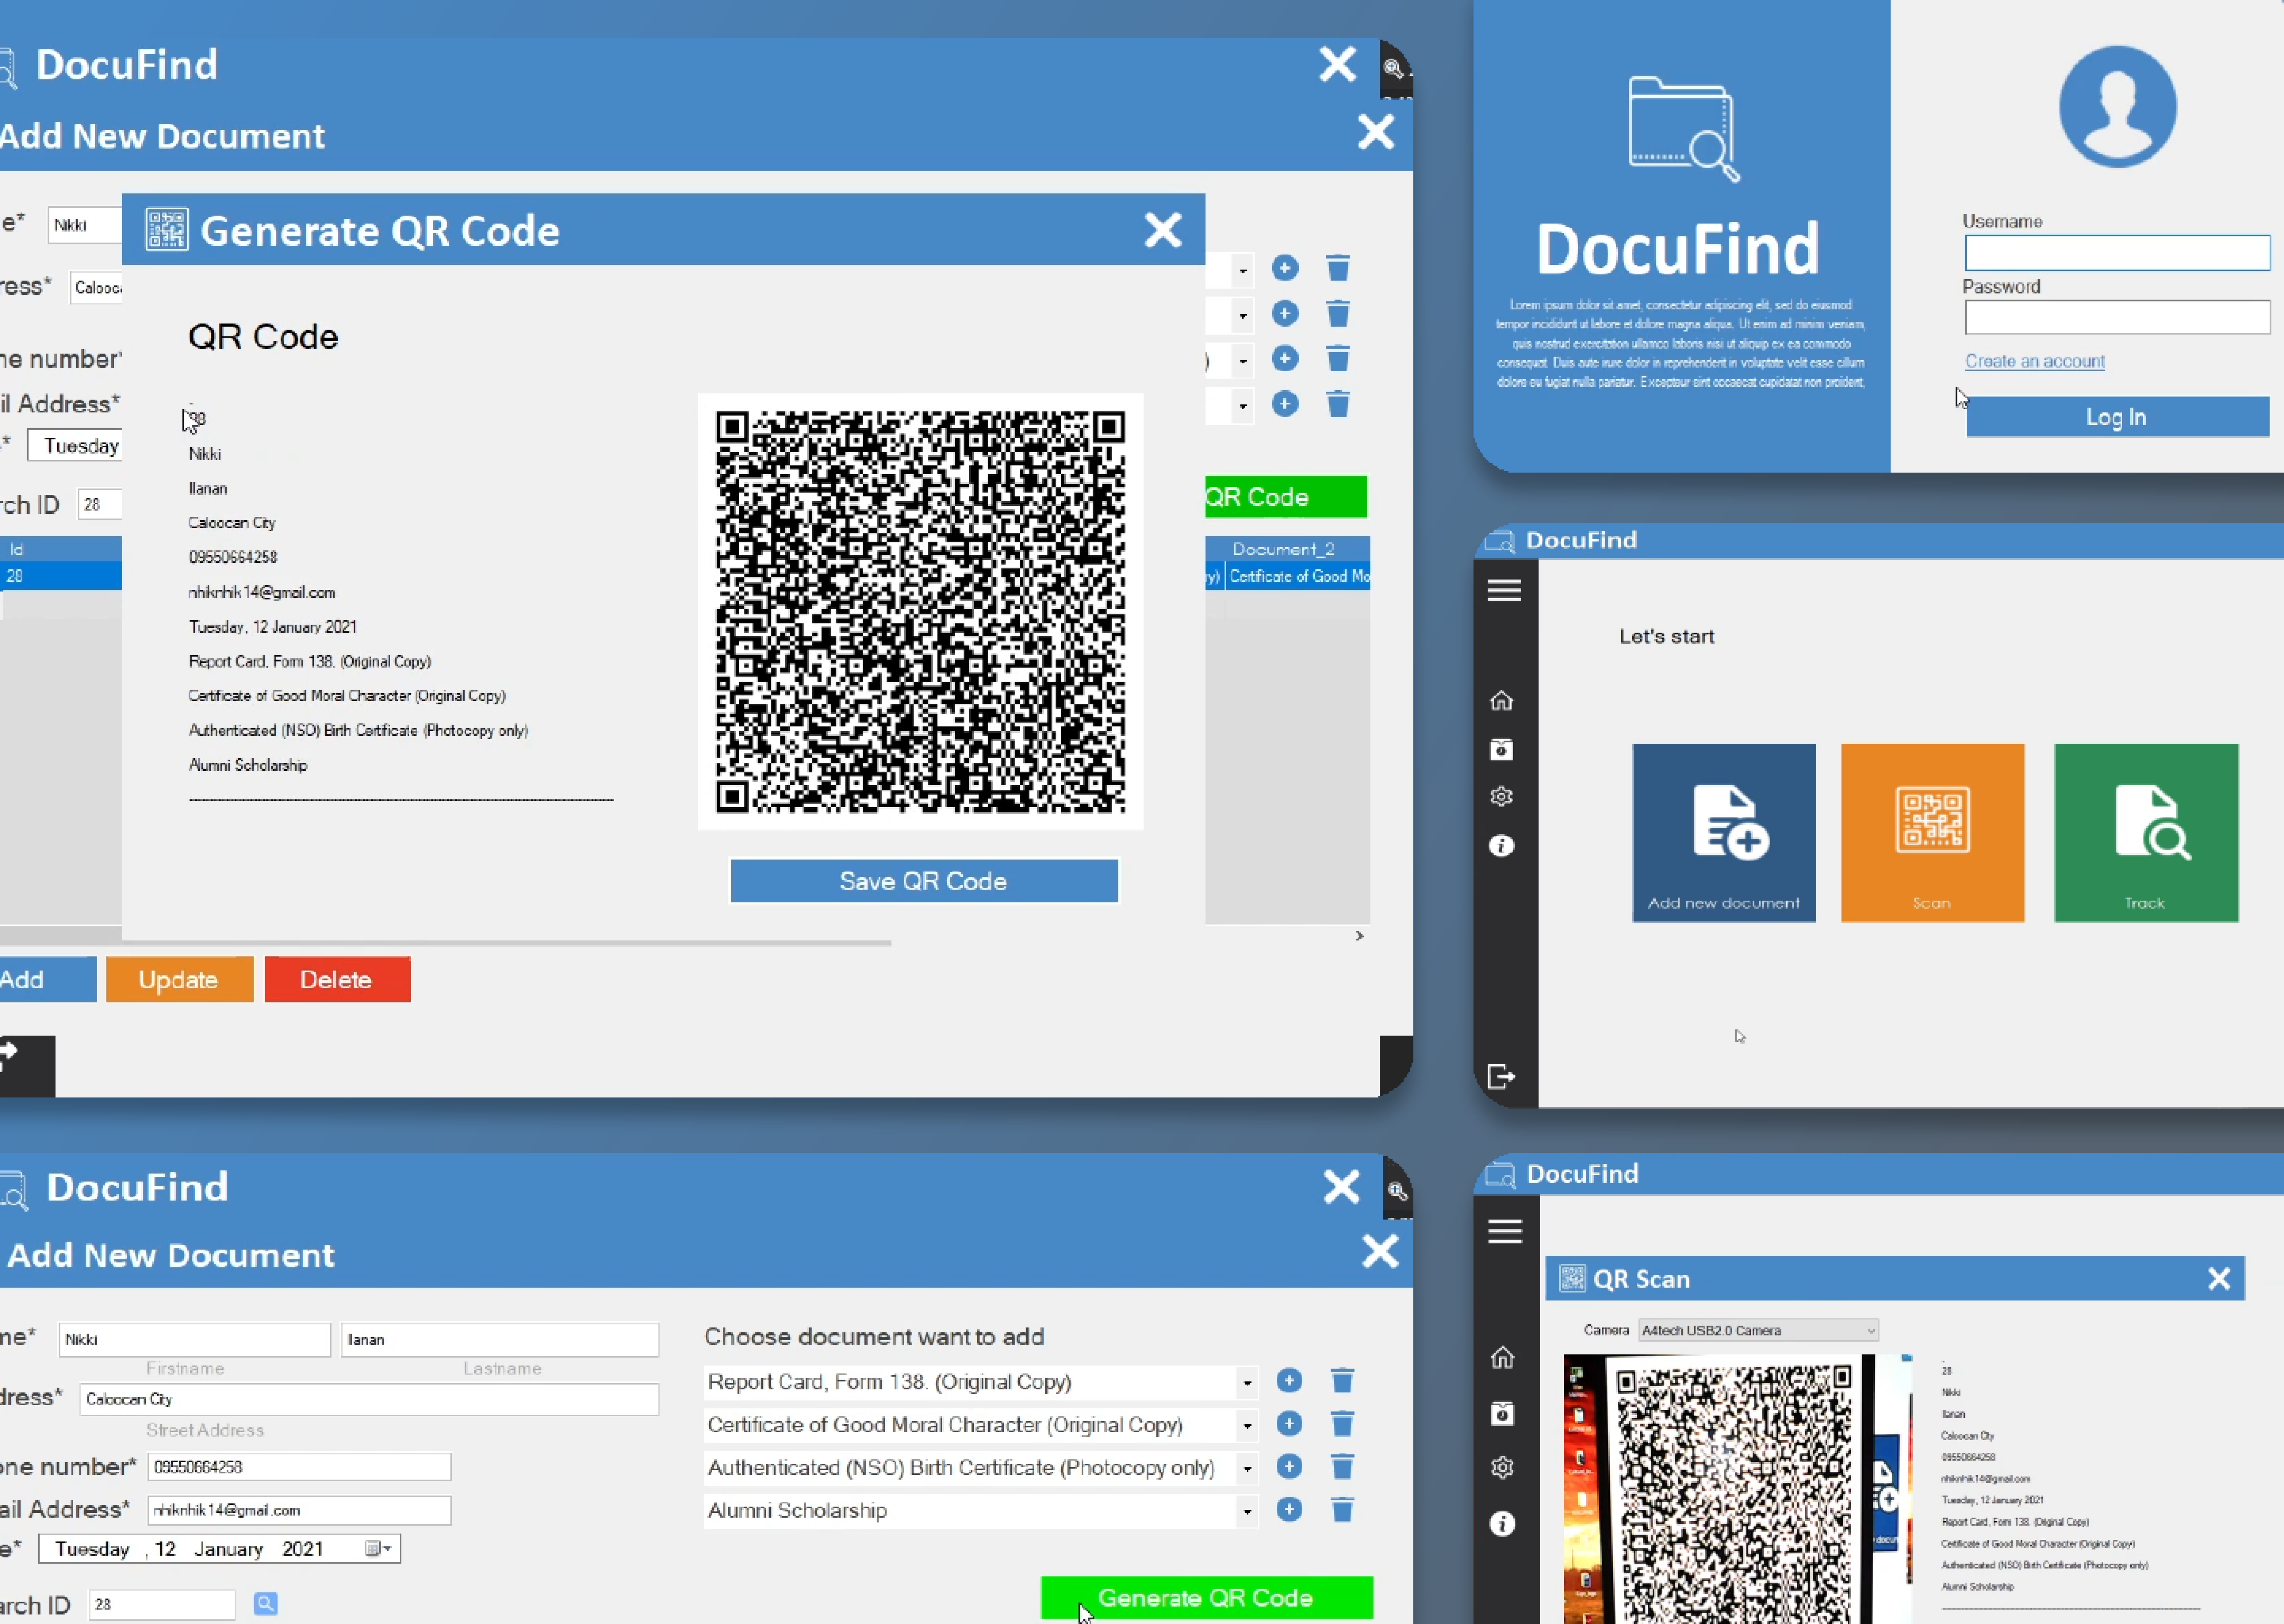 DocuFind
Add New Document
Nikki
Generate QR Code
QR Code
28
Nikki
Ilanan
Caloocan City
09550664258
nhiknhik14@gmail.com
Tuesday, 12 January 2021
Report Card, Form 138. (Original Copy)
Certificate of Good Moral Character (Original Copy)
Authenticated (NSO) Birth Certificate (Photocopy only)
Alumni Scholarship
Save QR Code
e*
ress*
Calooc
ne number*
il Address*
Tuesday
rch ID
28
Id
28
QR Code
Document_2
y) Certificate of Good Mo
Add
Update
Delete
DocuFind
Lorem ipsum dolor sit amet, consectetur adipiscing elit, sed do eiusmod
tempor incididunt ut labore et dolore magna aliqua. Ut enim ad minim veniam,
quis nostrud exercitation ullamco laboris nisi ut aliquip ex ea commodo
consequat. Duis aute irure dolor in reprehenderit in voluptate velit esse cillum
dolore eu fugiat nulla pariatur. Excepteur sint occaecat cupidatat non proident,
Username
Password
Create an account
Log In
DocuFind
Let's start
Add new document
Scan
Track
DocuFind
Add New Document
me*
Nikki
Ilanan
Firstname
Lastname
dress*
Caloocan City
Street Address
one number*
09550664258
ail Address*
nhiknhik14@gmail.com
e*
Tuesday , 12 January 2021
arch ID
28
Choose document want to add
Report Card, Form 138. (Original Copy)
Certificate of Good Moral Character (Original Copy)
Authenticated (NSO) Birth Certificate (Photocopy only)
Alumni Scholarship
Generate QR Code
DocuFind
QR Scan
Camera
A4tech USB2.0 Camera
28
Nikki
Ilanan
Caloocan City
09550664258
nhiknhik14@gmail.com
Tuesday, 12 January 2021
Report Card, Form 138. (Original Copy)
Certificate of Good Moral Character (Original Copy)
Authenticated (NSO) Birth Certificate (Photocopy only)
Alumni Scholarship